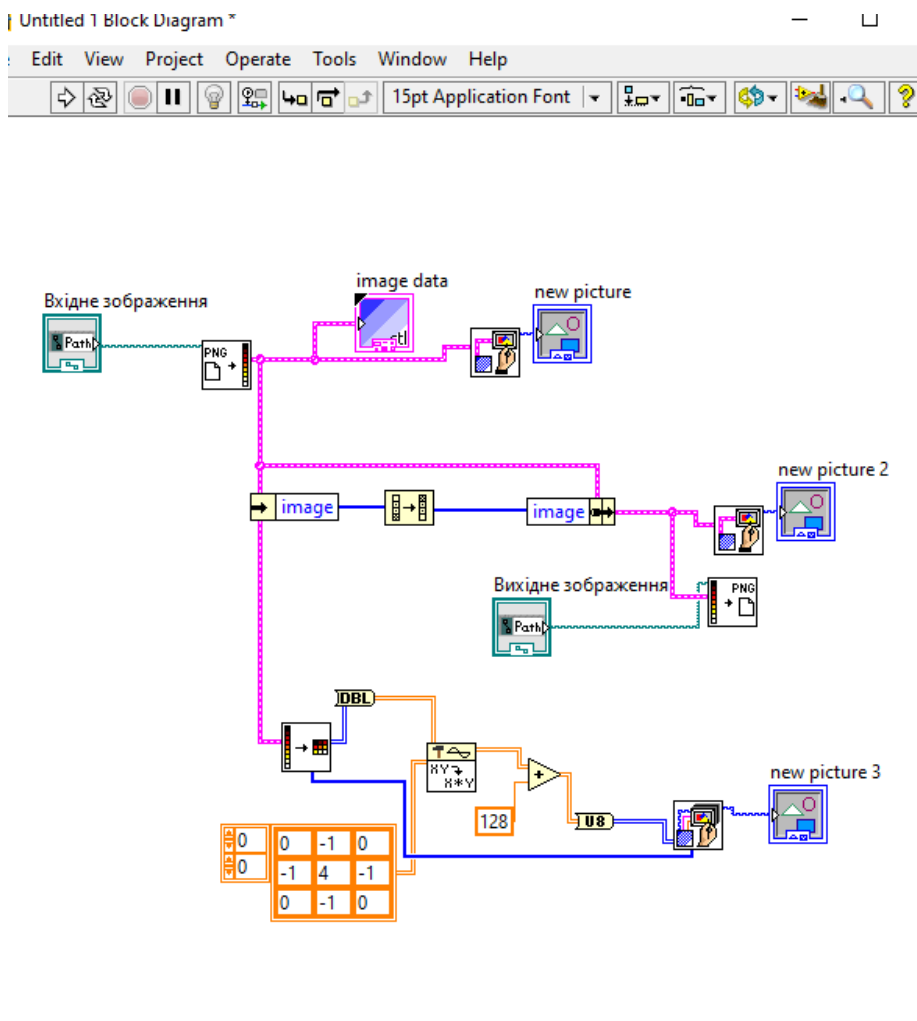 Untitled 1 Block Diagram *
Edit View Project Operate Tools Window Help
15pt Application Font
image data
new picture
Вхідне зображення
Path
PNG
ctl
new picture 2
image
image
Вихідне зображення
PNG
Path
DBL
XY
X*Y
new picture 3
128
U8
0
0
0 -1 0
-1 4 -1
0 -1 0